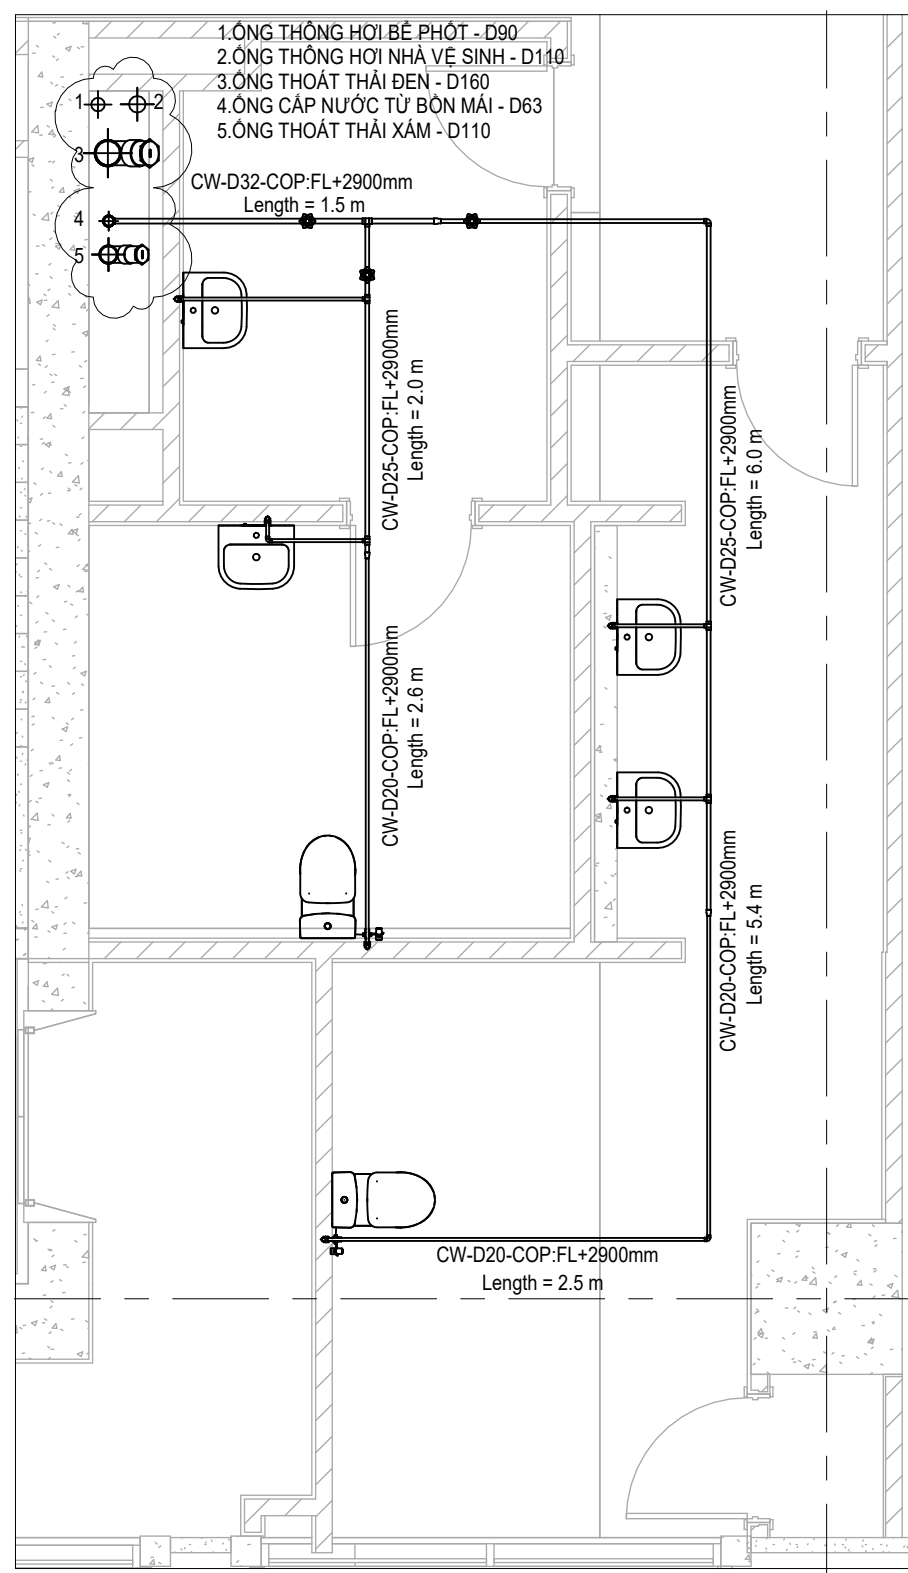 1.ỐNG THÔNG HƠI BỂ PHỐT - D90
2.ỐNG THÔNG HƠI NHÀ VỆ SINH - D110
3.ỐNG THOÁT THẢI ĐEN - D160
4.ỐNG CẤP NƯỚC TỪ BỒN MÁI - D63
5.ỐNG THOÁT THẢI XÁM - D110
1
2
3
4
5
CW-D32-COP:FL+2900mm
Length = 1.5 m
CW-D25-COP:FL+2900mm
Length = 2.0 m
CW-D25-COP:FL+2900mm
Length = 6.0 m
CW-D20-COP:FL+2900mm
Length = 2.6 m
CW-D20-COP:FL+2900mm
Length = 5.4 m
CW-D20-COP:FL+2900mm
Length = 2.5 m